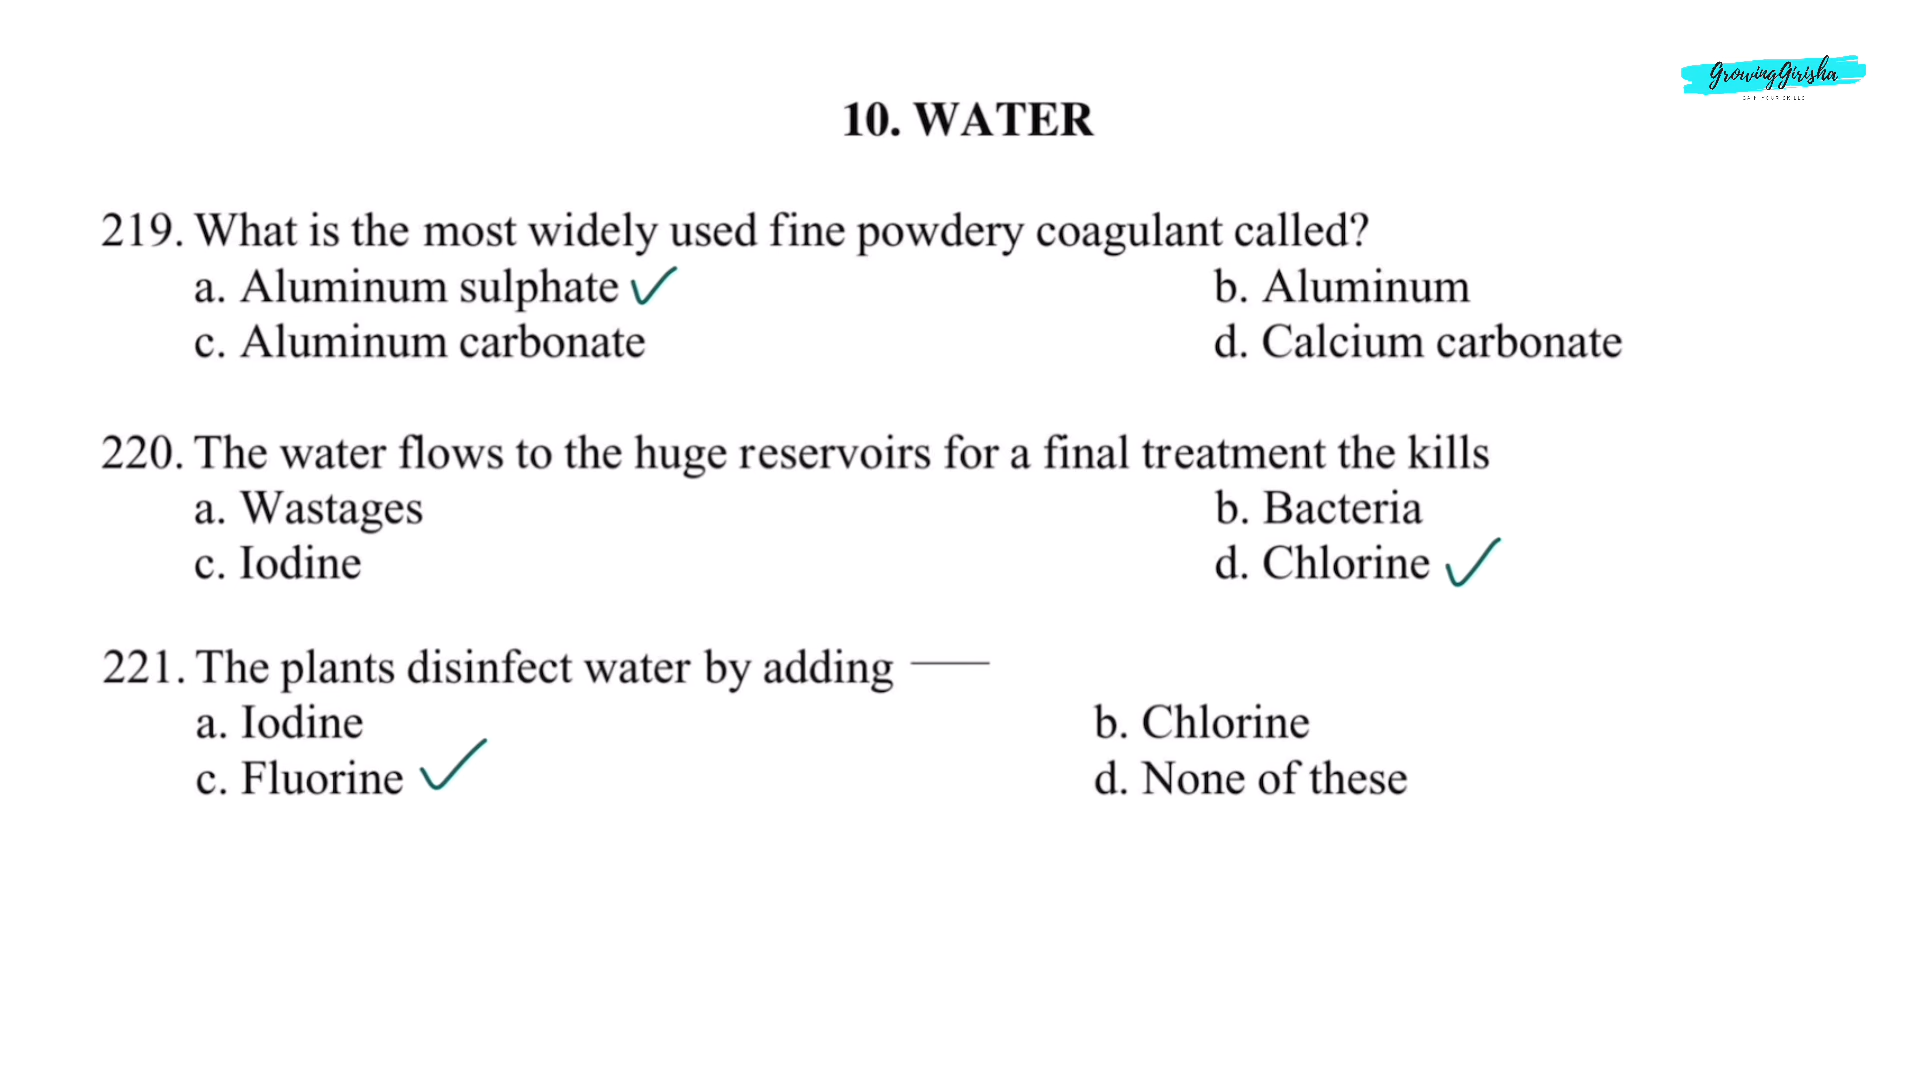 GrowingGirisha
10. WATER
219. What is the most widely used fine powdery coagulant called?
a. Aluminum sulphate ✓ b. Aluminum
c. Aluminum carbonate d. Calcium carbonate
220. The water flows to the huge reservoirs for a final treatment the kills
a. Wastages b. Bacteria
c. Iodine d. Chlorine ✓
221. The plants disinfect water by adding ——
a. Iodine b. Chlorine
c. Fluorine ✓ d. None of these